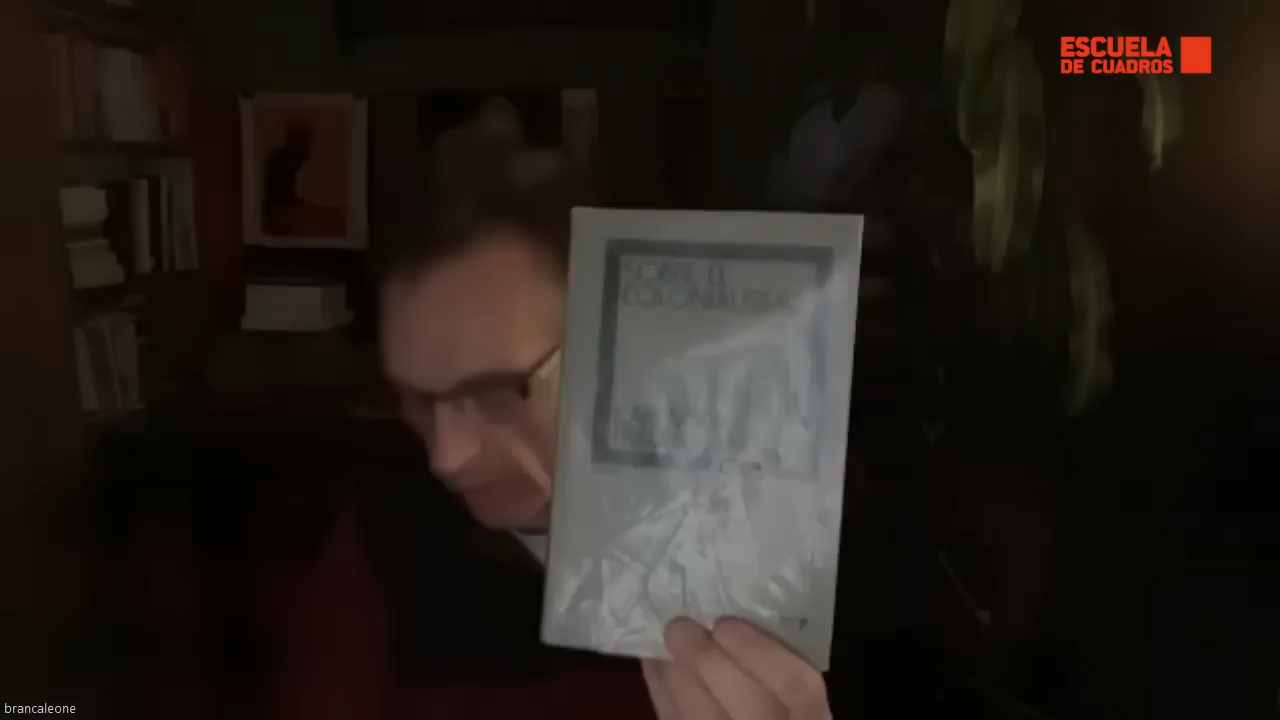 ESCUELA
DE CUADROS
SOBRE EL
COLONIALISMO
brancaleone